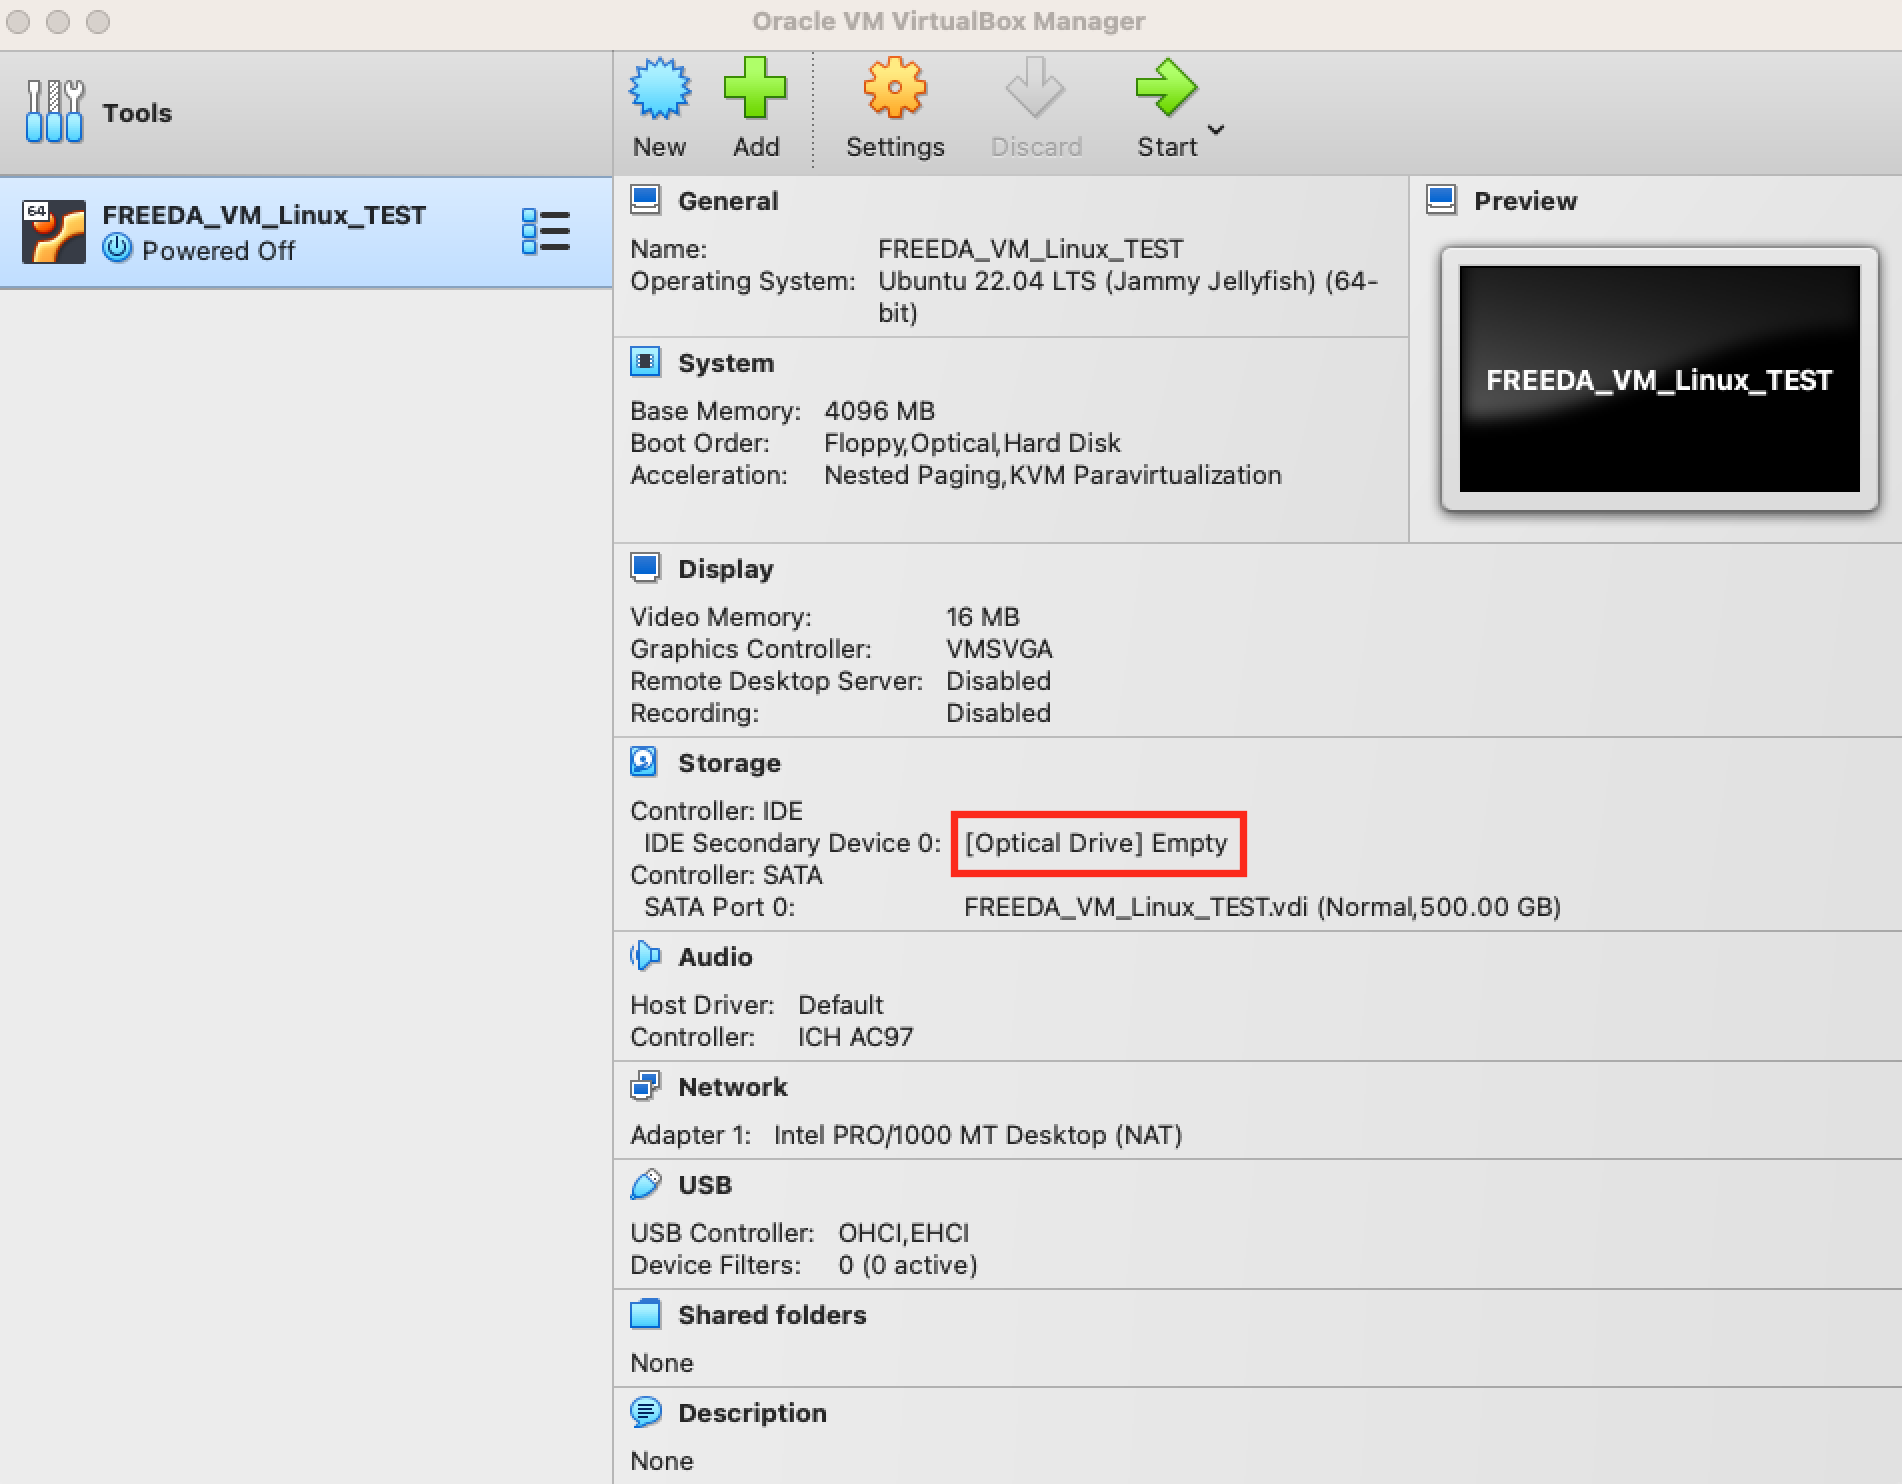 Oracle VM VirtualBox Manager
Tools
New
Add
Settings
Discard
Start
64
FREEDA_VM_Linux_TEST
Powered Off
General
Name: FREEDA_VM_Linux_TEST
Operating System: Ubuntu 22.04 LTS (Jammy Jellyfish) (64-
bit)
Preview
FREEDA_VM_Linux_TEST
System
Base Memory: 4096 MB
Boot Order: Floppy,Optical,Hard Disk
Acceleration: Nested Paging,KVM Paravirtualization
Display
Video Memory: 16 MB
Graphics Controller: VMSVGA
Remote Desktop Server: Disabled
Recording: Disabled
Storage
Controller: IDE
IDE Secondary Device 0: [Optical Drive] Empty
Controller: SATA
SATA Port 0: FREEDA_VM_Linux_TEST.vdi (Normal,500.00 GB)
Audio
Host Driver: Default
Controller: ICH AC97
Network
Adapter 1: Intel PRO/1000 MT Desktop (NAT)
USB
USB Controller: OHCI,EHCI
Device Filters: 0 (0 active)
Shared folders
None
Description
None